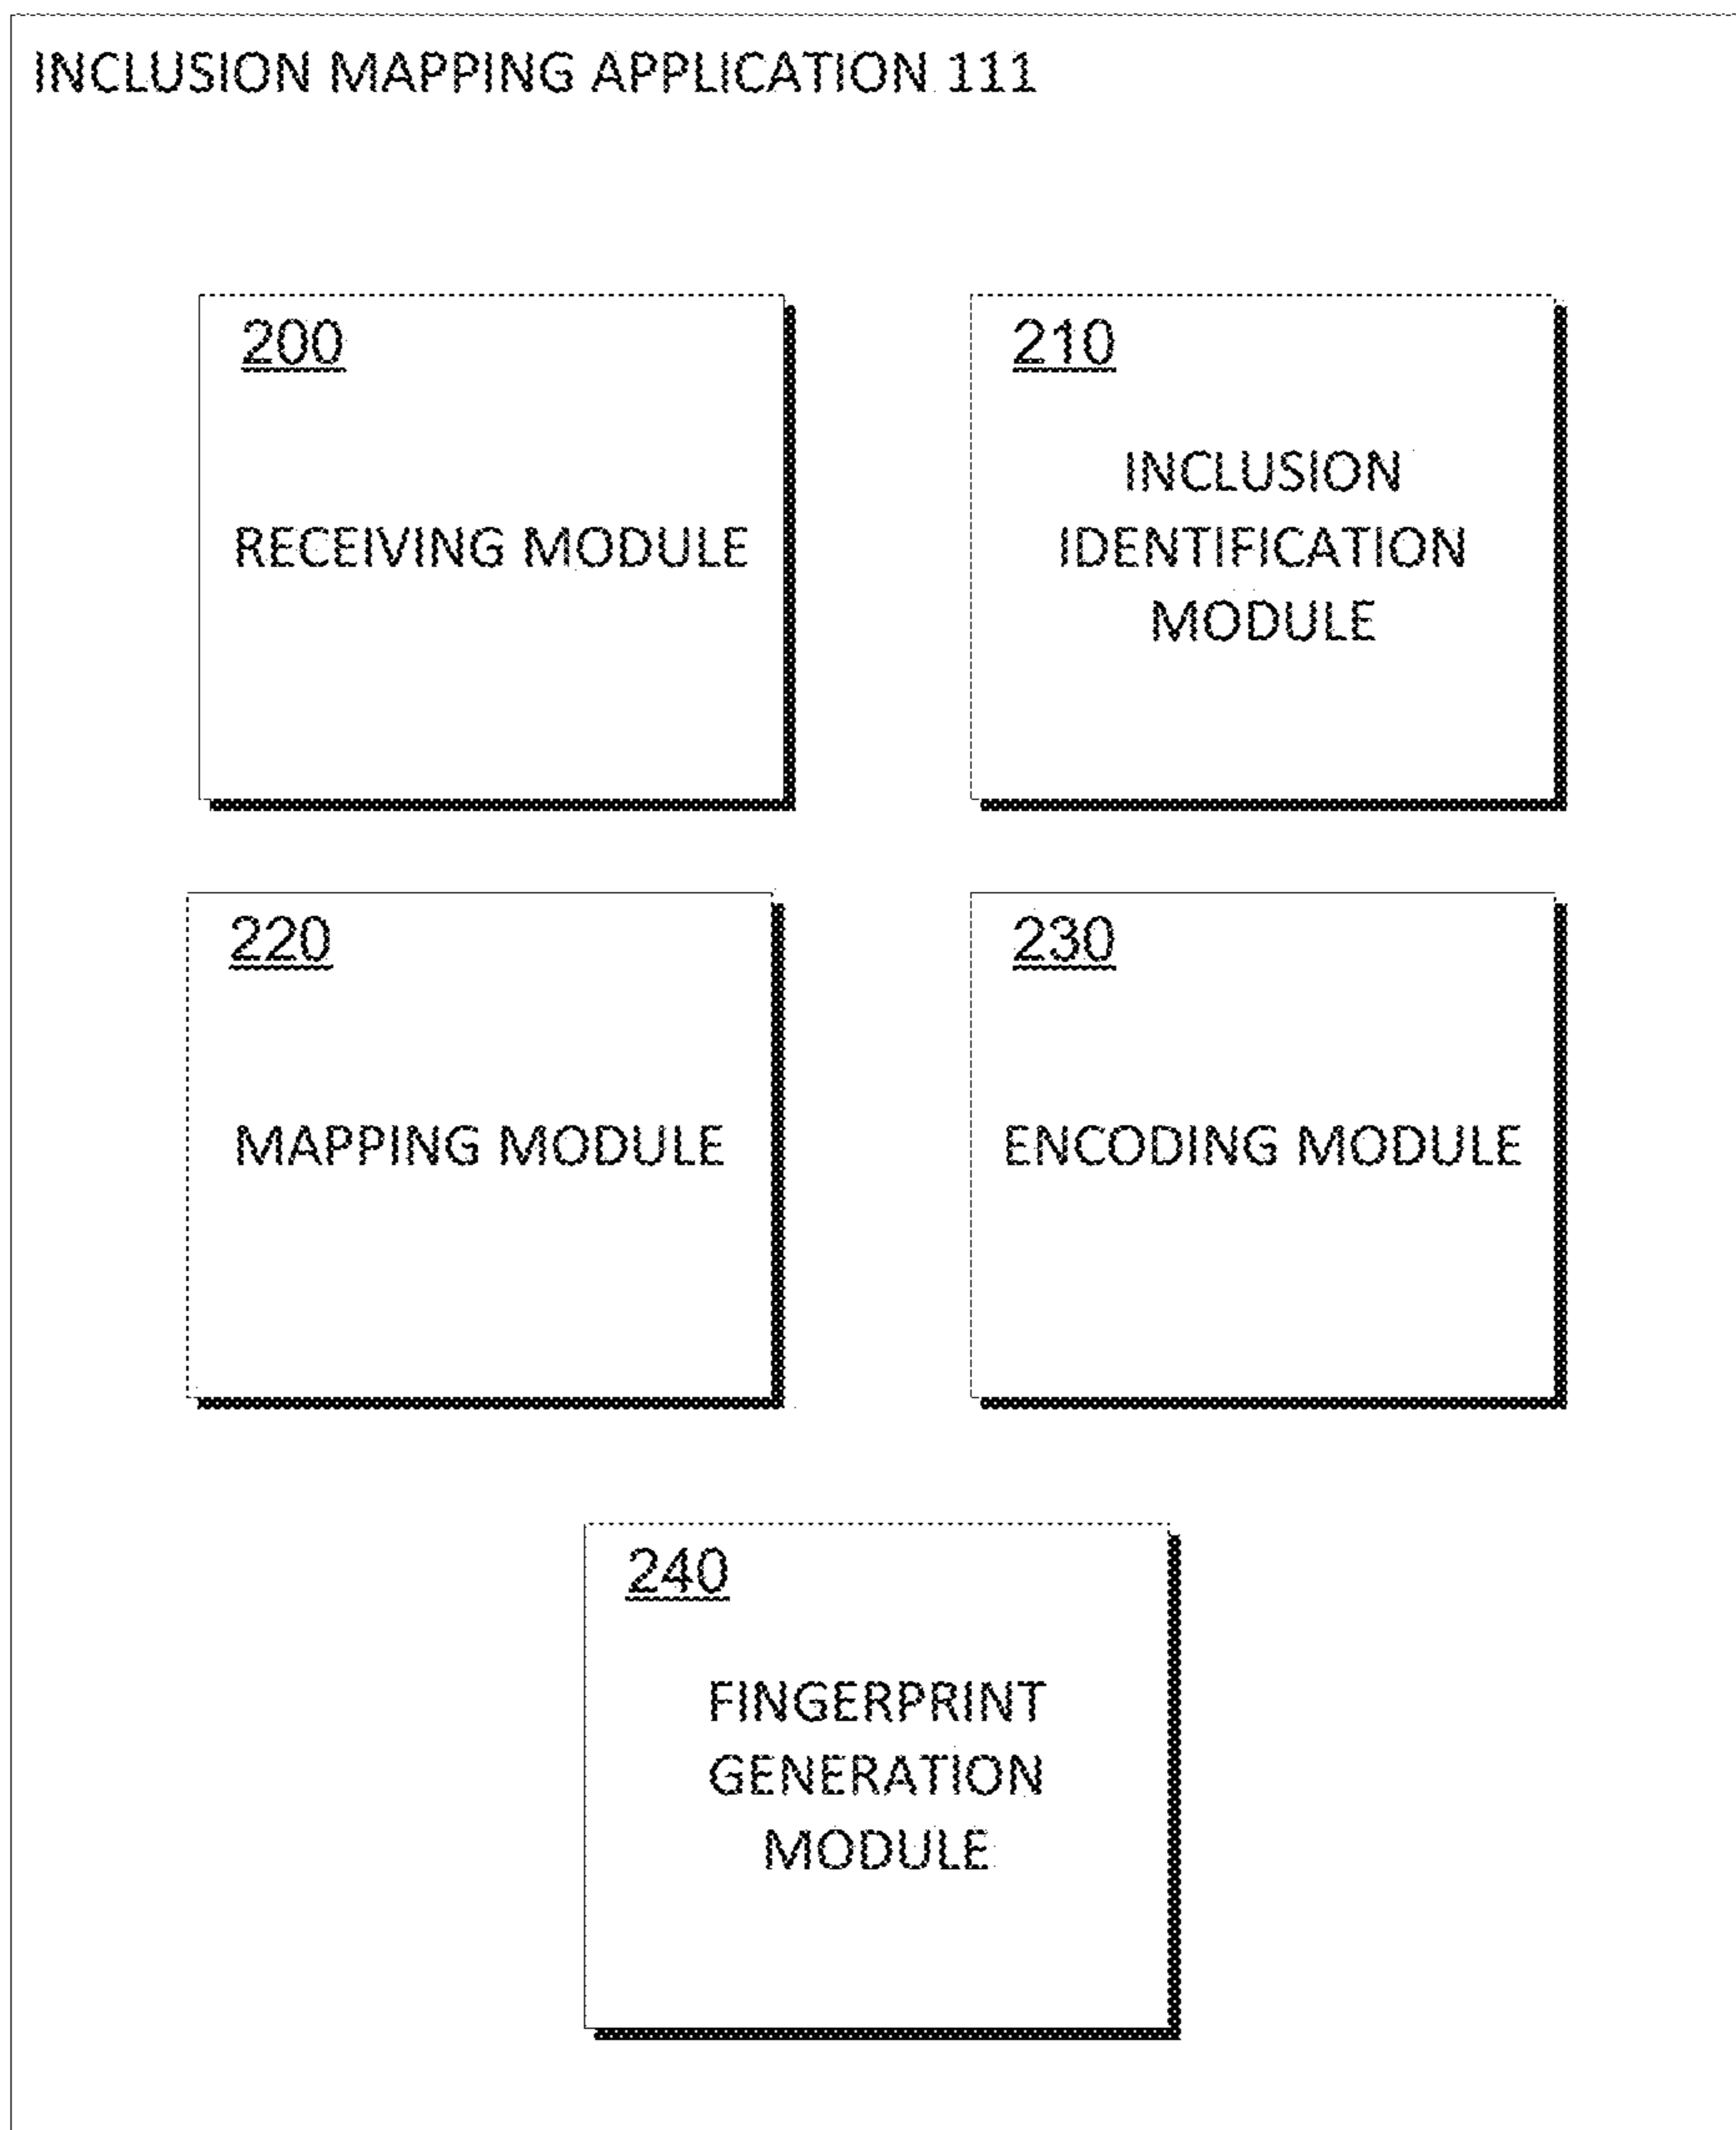 INCLUSION MAPPING APPLICATION 111
200
RECEIVING MODULE
210
INCLUSION
IDENTIFICATION
MODULE
220
MAPPING MODULE
230
ENCODING MODULE
240
FINGERPRINT
GENERATION
MODULE